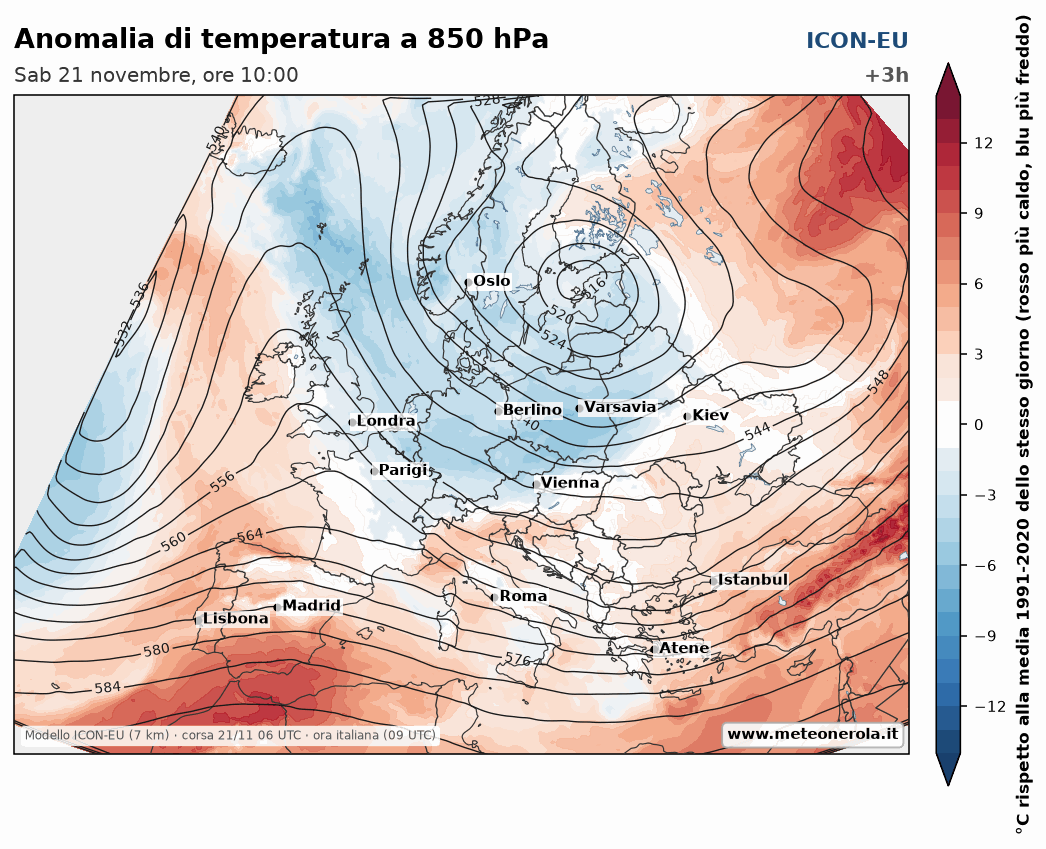 Anomalia di temperatura a 850 hPa
ICON-EU
Sab 21 novembre, ore 10:00
+3h
528
540
532
536
516
520
524
Oslo
548
Londra
Berlino
Varsavia
Kiev
540
544
Parigi
Vienna
556
560
564
Istanbul
Roma
Madrid
Lisbona
Atene
580
576
584
Modello ICON-EU (7 km) · corsa 21/11 06 UTC · ora italiana (09 UTC)
www.meteonerola.it
12
9
6
3
0
−3
−6
−9
−12
°C rispetto alla media 1991-2020 dello stesso giorno (rosso più caldo, blu più freddo)